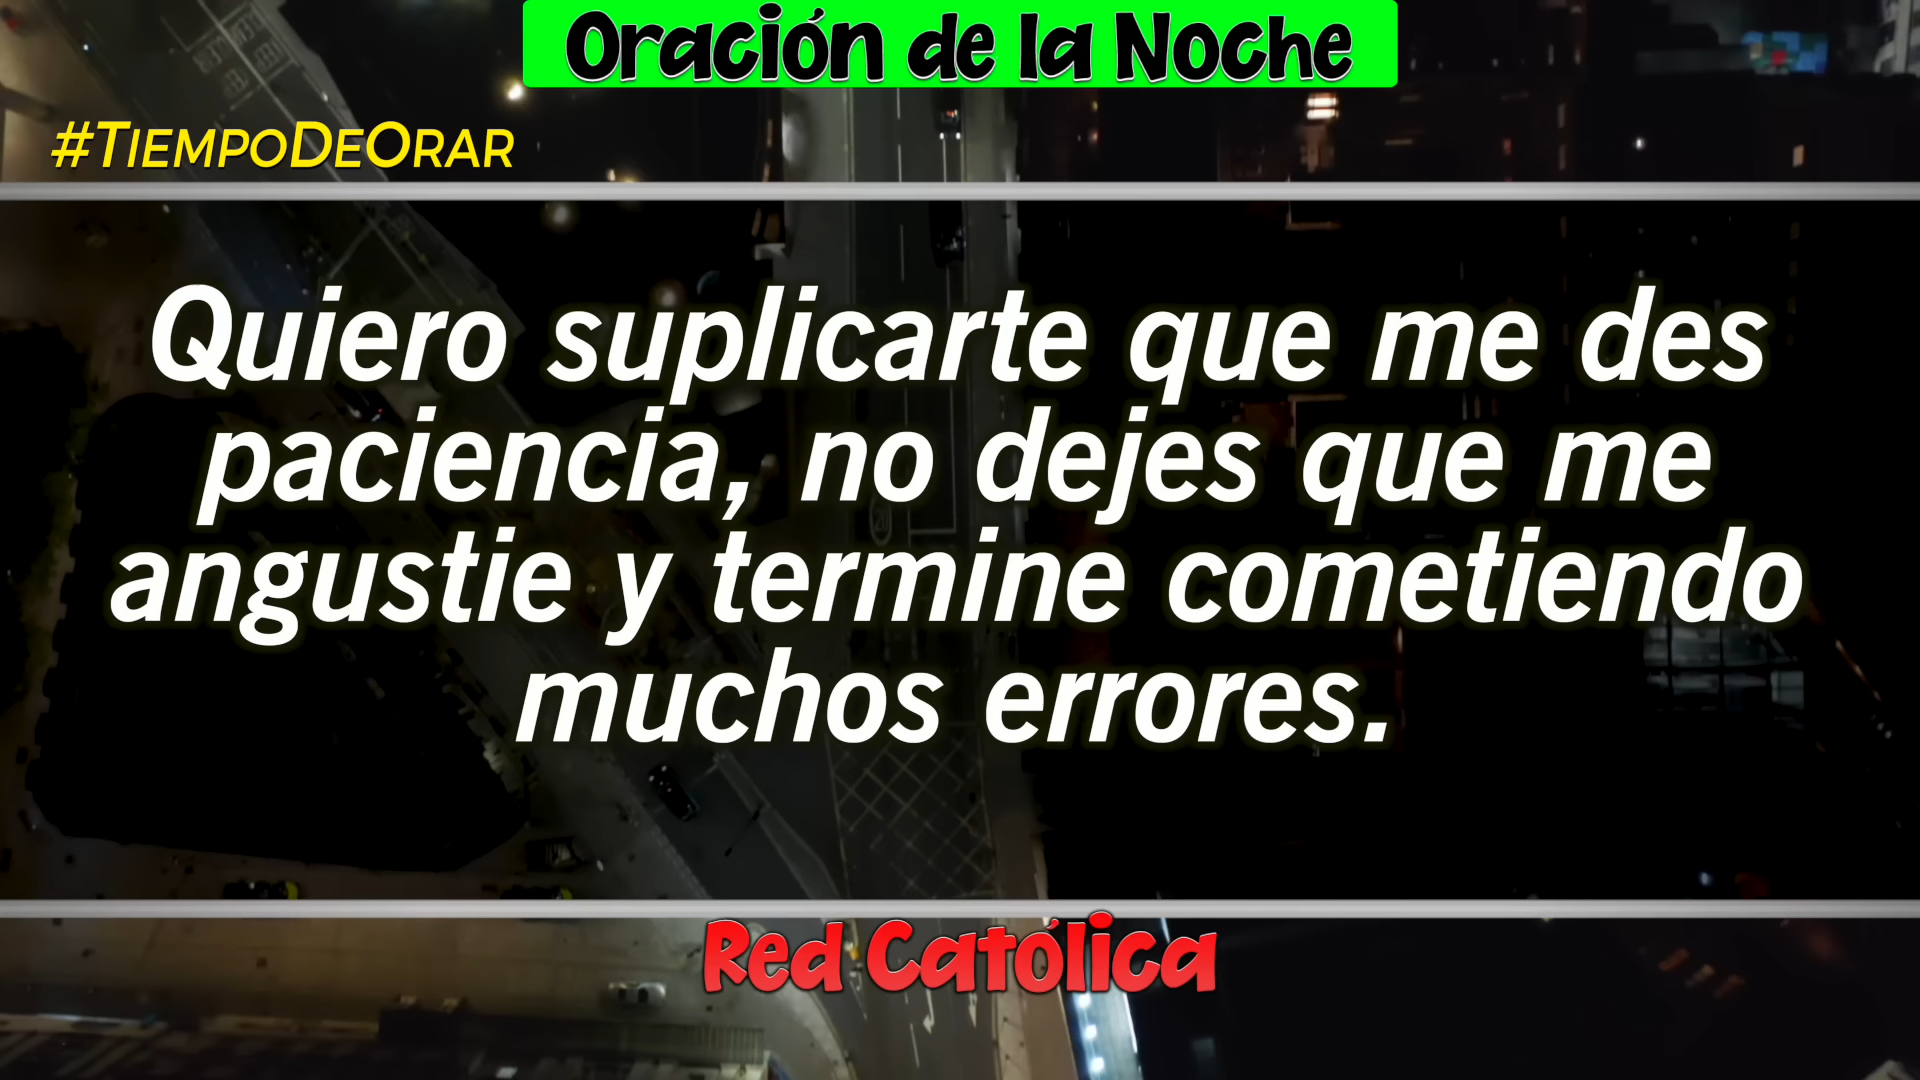 Oración de la Noche
#TiempoDeOrar
Quiero suplicarte que me des
paciencia, no dejes que me
angustie y termine cometiendo
muchos errores.
Red Católica